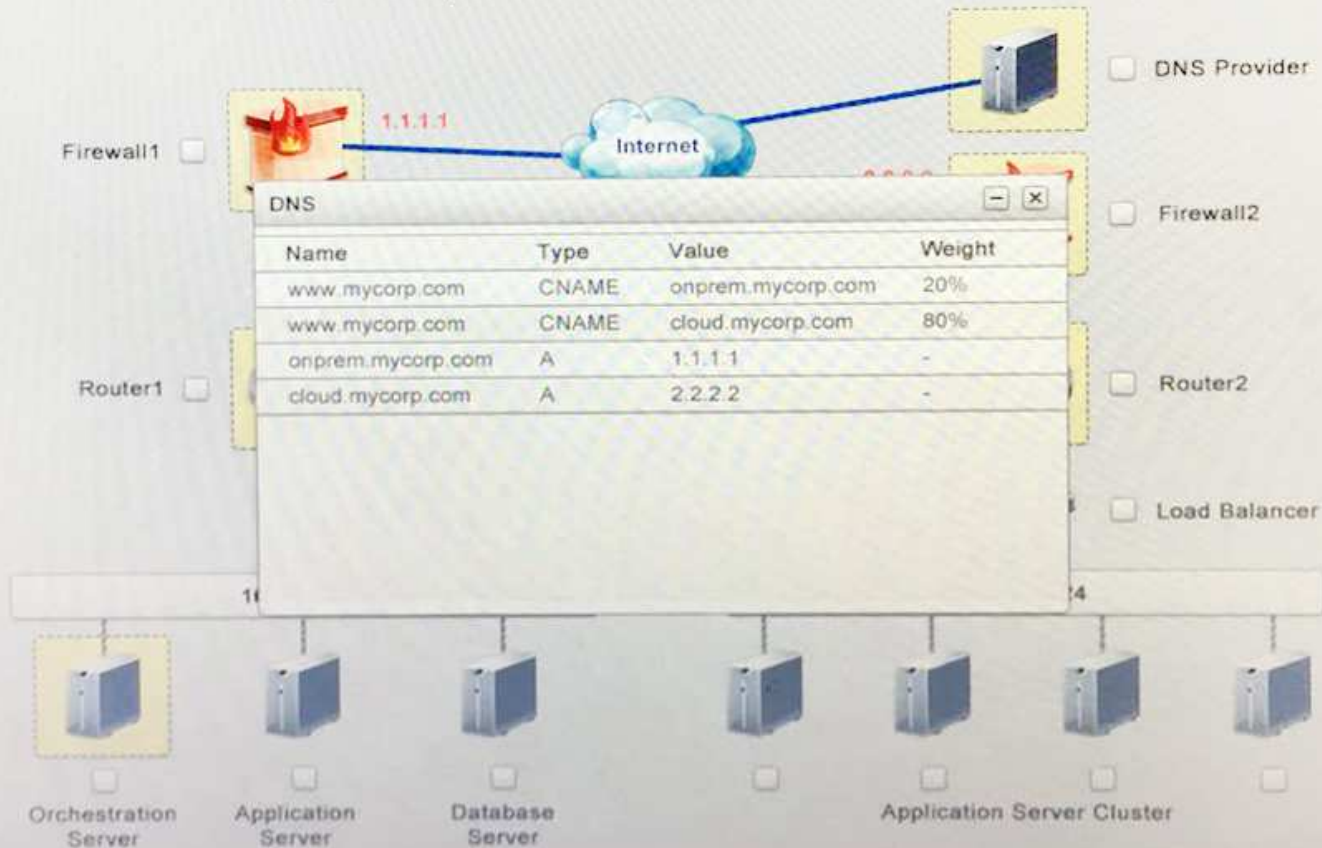 DNS Provider
Firewall1
1.1.1.1
Internet
Firewall2
DNS
Name Type Value Weight
www.mycorp.com CNAME onprem.mycorp.com 20%
www.mycorp.com CNAME cloud.mycorp.com 80%
onprem.mycorp.com A 1.1.1.1 -
cloud.mycorp.com A 2.2.2.2 -
Router1
Router2
Load Balancer
Orchestration
Server
Application
Server
Database
Server
Application Server Cluster